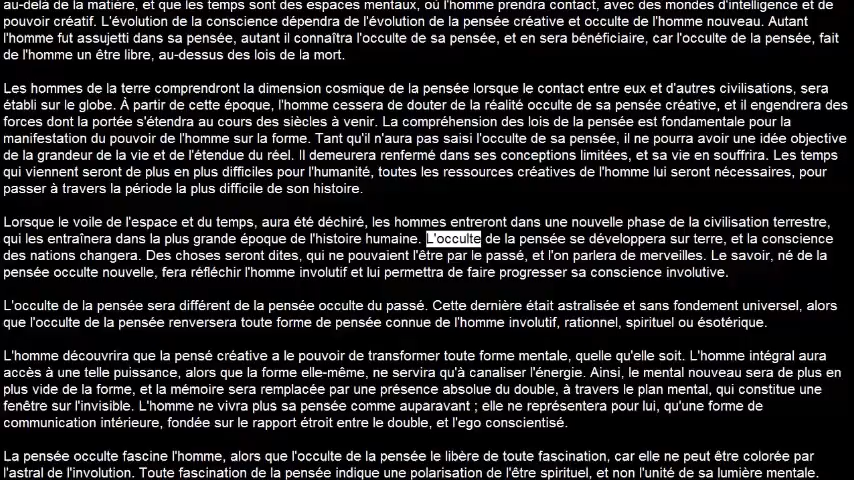 au-delà de la matière, et que les temps sont des espaces mentaux, où l'homme prendra contact, avec des mondes d'intelligence et de
pouvoir créatif. L'évolution de la conscience dépendra de l'évolution de la pensée créative et occulte de l'homme nouveau. Autant
l'homme fut assujetti dans sa pensée, autant il connaîtra l'occulte de sa pensée, et en sera bénéficiaire, car l'occulte de la pensée, fait
de l'homme un être libre, au-dessus des lois de la mort.
Les hommes de la terre comprendront la dimension cosmique de la pensée lorsque le contact entre eux et d'autres civilisations, sera
établi sur le globe. À partir de cette époque, l'homme cessera de douter de la réalité occulte de sa pensée créative, et il engendrera des
forces dont la portée s'étendra au cours des siècles à venir. La compréhension des lois de la pensée est fondamentale pour la
manifestation du pouvoir de l'homme sur la forme. Tant qu'il n'aura pas saisi l'occulte de sa pensée, il ne pourra avoir une idée objective
de la grandeur de la vie et de l'étendue du réel. Il demeurera renfermé dans ses conceptions limitées, et sa vie en souffrira. Les temps
qui viennent seront de plus en plus difficiles pour l'humanité, toutes les ressources créatives de l'homme lui seront nécessaires, pour
passer à travers la période la plus difficile de son histoire.
Lorsque le voile de l'espace et du temps, aura été déchiré, les hommes entreront dans une nouvelle phase de la civilisation terrestre,
qui les entraînera dans la plus grande époque de l'histoire humaine. L'occulte de la pensée se développera sur terre, et la conscience
des nations changera. Des choses seront dites, qui ne pouvaient l'être par le passé, et l'on parlera de merveilles. Le savoir, né de la
pensée occulte nouvelle, fera réfléchir l'homme involutif et lui permettra de faire progresser sa conscience involutive.
L'occulte de la pensée sera différent de la pensée occulte du passé. Cette dernière était astralisée et sans fondement universel, alors
que l'occulte de la pensée renversera toute forme de pensée connue de l'homme involutif, rationnel, spirituel ou ésotérique.
L'homme découvrira que la pensé créative a le pouvoir de transformer toute forme mentale, quelle qu'elle soit. L'homme intégral aura
accès à une telle puissance, alors que la forme elle-même, ne servira qu'à canaliser l'énergie. Ainsi, le mental nouveau sera de plus en
plus vide de la forme, et la mémoire sera remplacée par une présence absolue du double, à travers le plan mental, qui constitue une
fenêtre sur l'invisible. L'homme ne vivra plus sa pensée comme auparavant ; elle ne représentera pour lui, qu'une forme de
communication intérieure, fondée sur le rapport étroit entre le double, et l'ego conscientisé.
La pensée occulte fascine l'homme, alors que l'occulte de la pensée le libère de toute fascination, car elle ne peut être colorée par
l'astral de l'involution. Toute fascination de la pensée indique une polarisation de l'être spirituel, et non l'unité de sa lumière mentale.